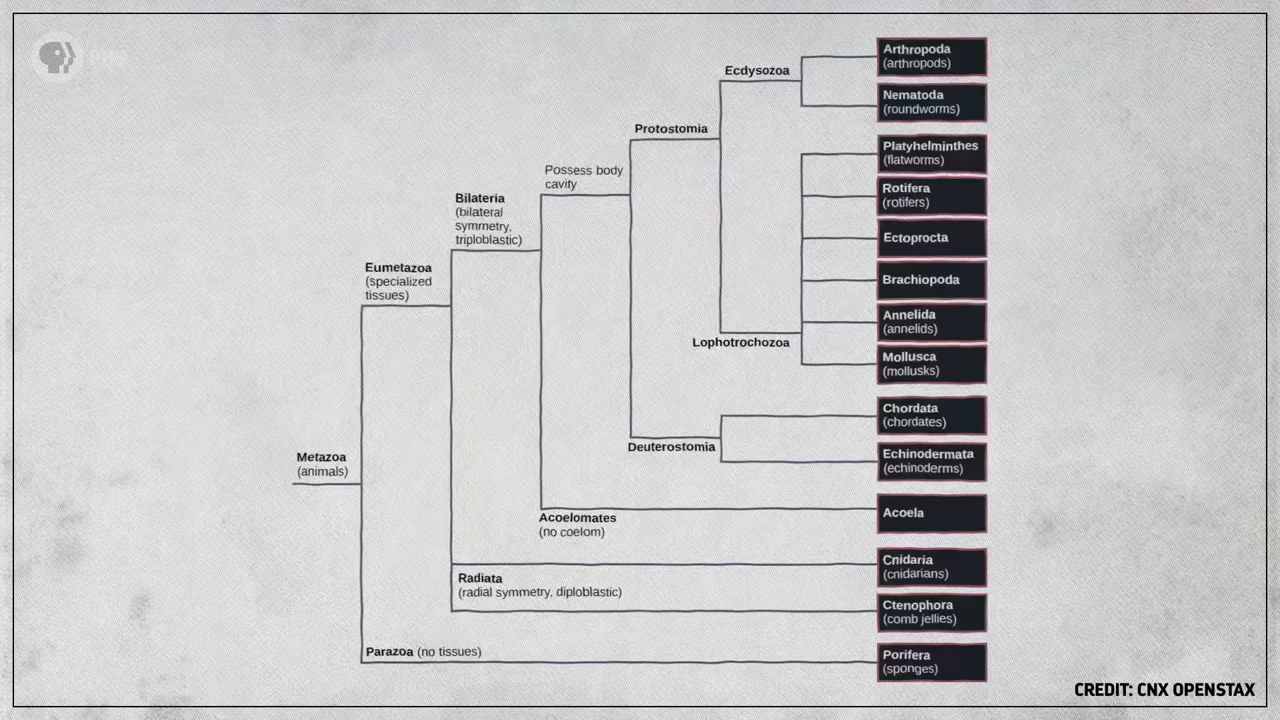 Arthropoda
(arthropods)
Ecdysozoa
Nematoda
(roundworms)
Protostomia
Platyhelminthes
(flatworms)
Possess body
cavity
Rotifera
(rotifers)
Bilateria
(bilateral
symmetry,
triploblastic)
Ectoprocta
Eumetazoa
(specialized
tissues)
Brachiopoda
Annelida
(annelids)
Lophotrochozoa
Mollusca
(mollusks)
Chordata
(chordates)
Deuterostomia
Echinodermata
(echinoderms)
Metazoa
(animals)
Acoela
Acoelomates
(no coelom)
Cnidaria
(cnidarians)
Radiata
(radial symmetry, diploblastic)
Ctenophora
(comb jellies)
Parazoa (no tissues)
Porifera
(sponges)
CREDIT: CNX OPENSTAX